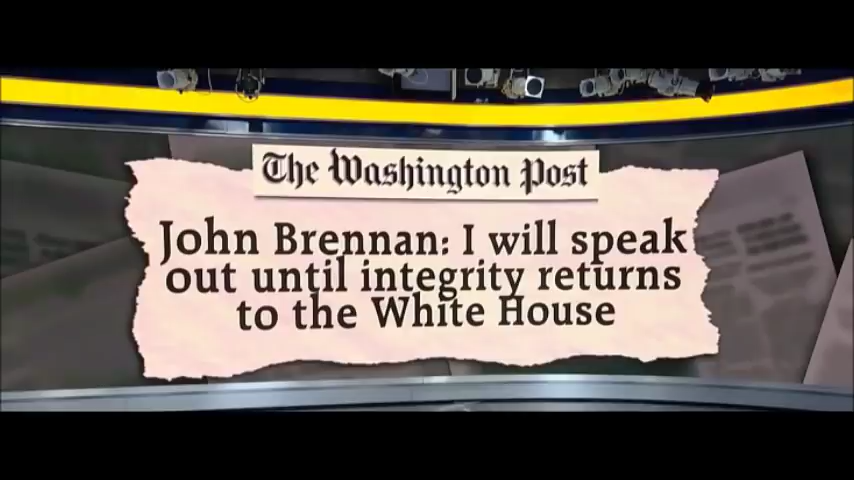 The Washington Post
John Brennan: I will speak
out until integrity returns
to the White House